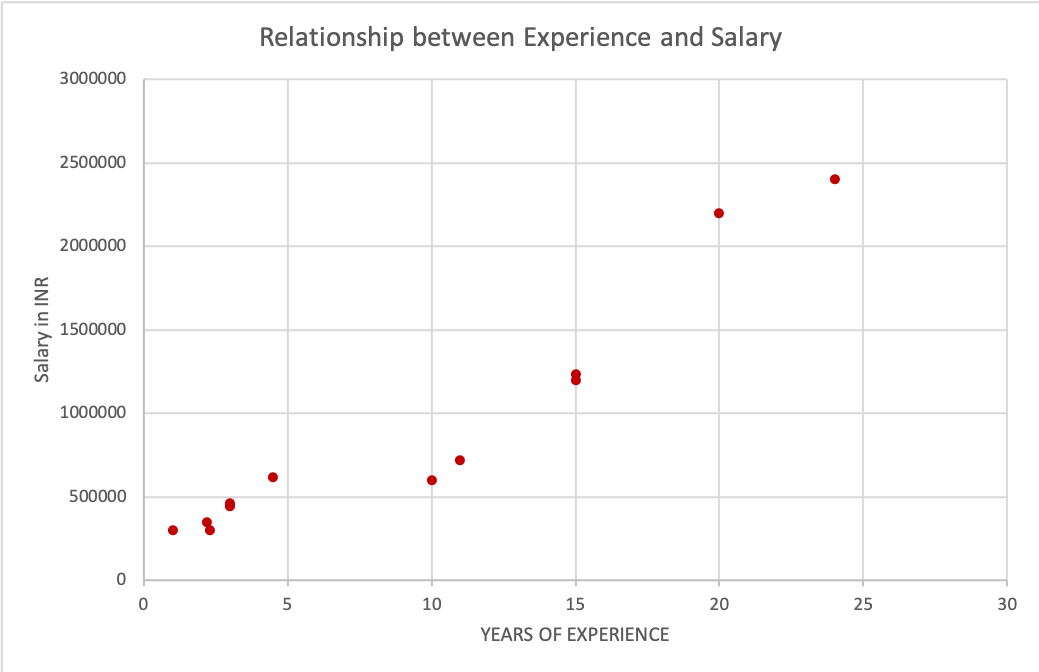 Relationship between Experience and Salary
3000000
2500000
2000000
1500000
1000000
500000
0
Salary in INR
0 5 10 15 20 25 30
YEARS OF EXPERIENCE